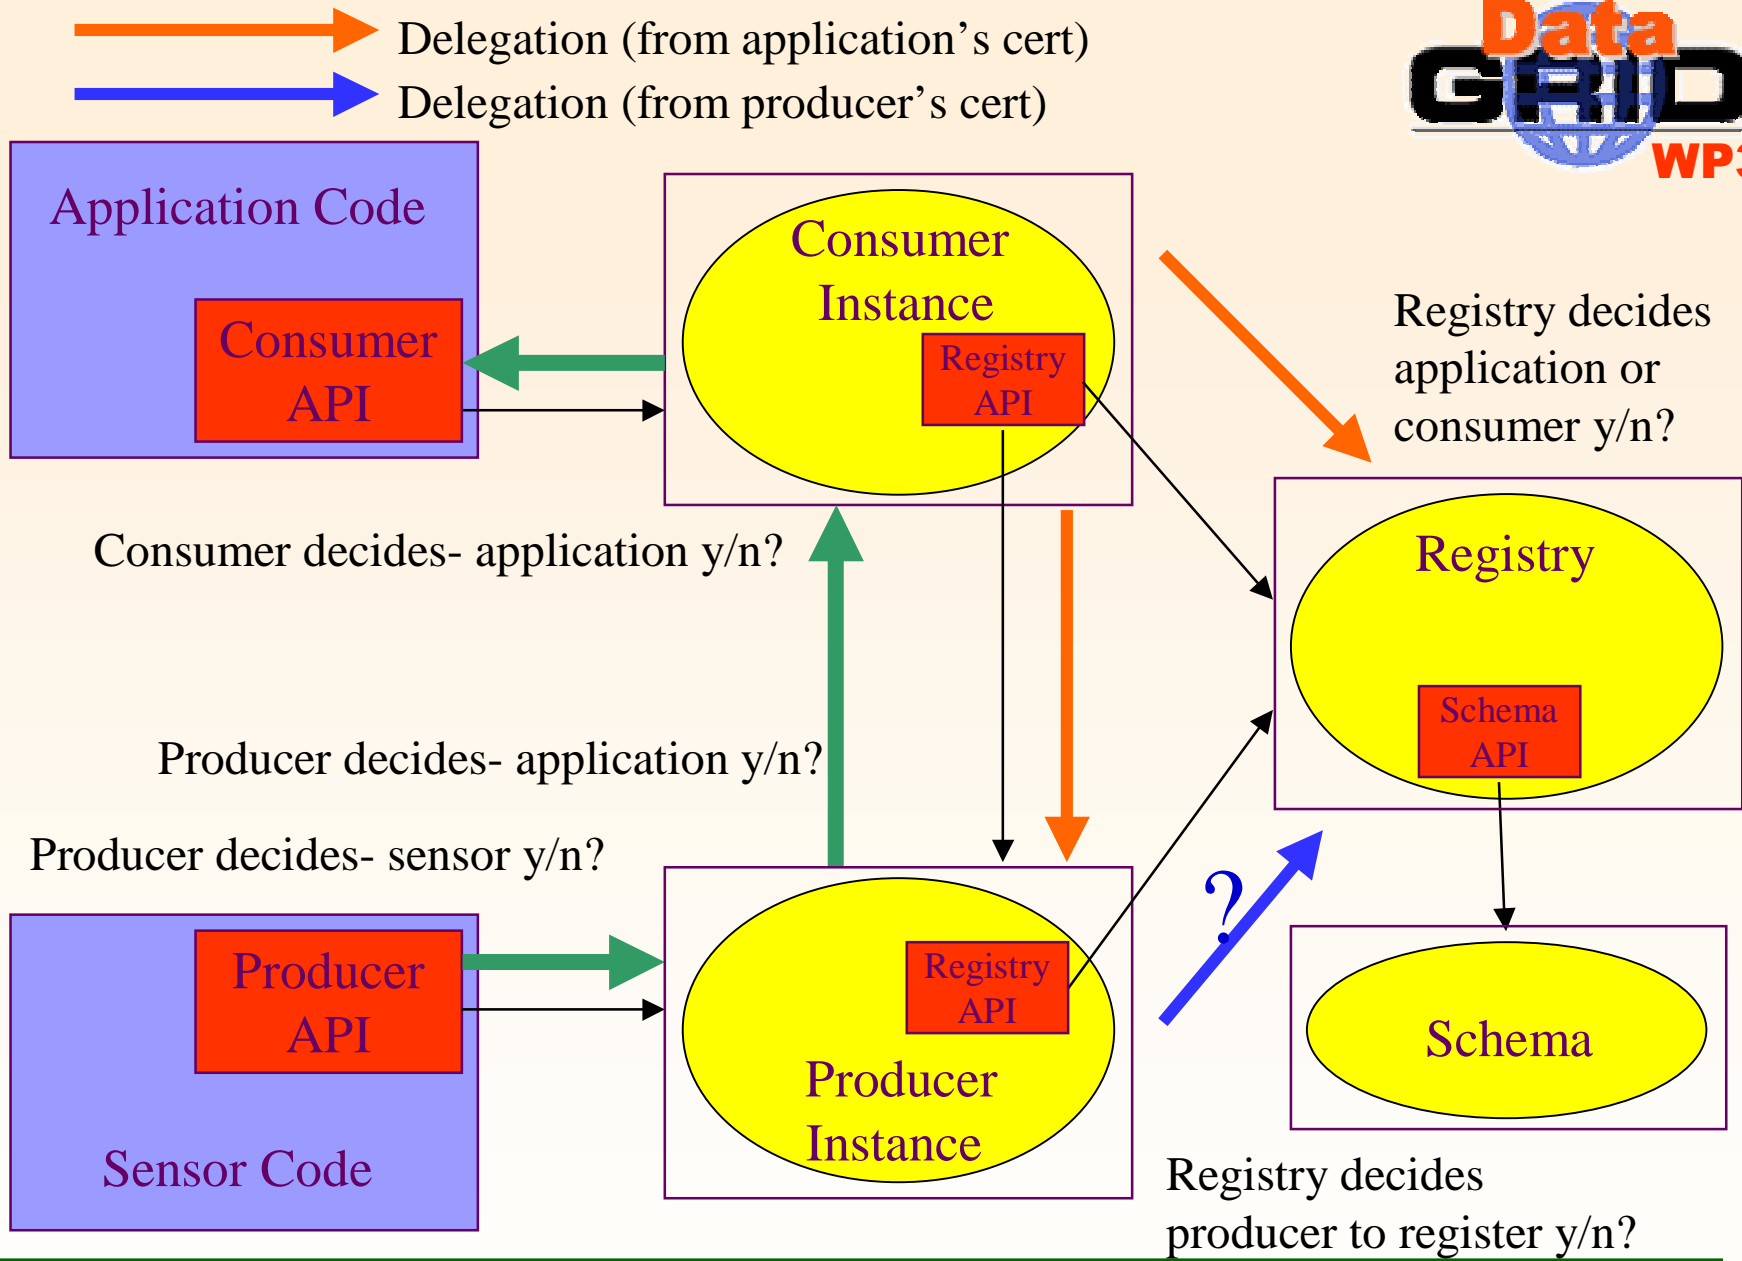 Delegation (from application’s cert)
Delegation (from producer’s cert)
Data
GRID
WP3
Application Code
Consumer
API
Consumer
Instance
Registry
API
Registry decides
application or
consumer y/n?
Consumer decides- application y/n?
Registry
Schema
API
Producer decides- application y/n?
Producer decides- sensor y/n?
Producer
API
Sensor Code
Registry
API
Producer
Instance
?
Schema
Registry decides
producer to register y/n?